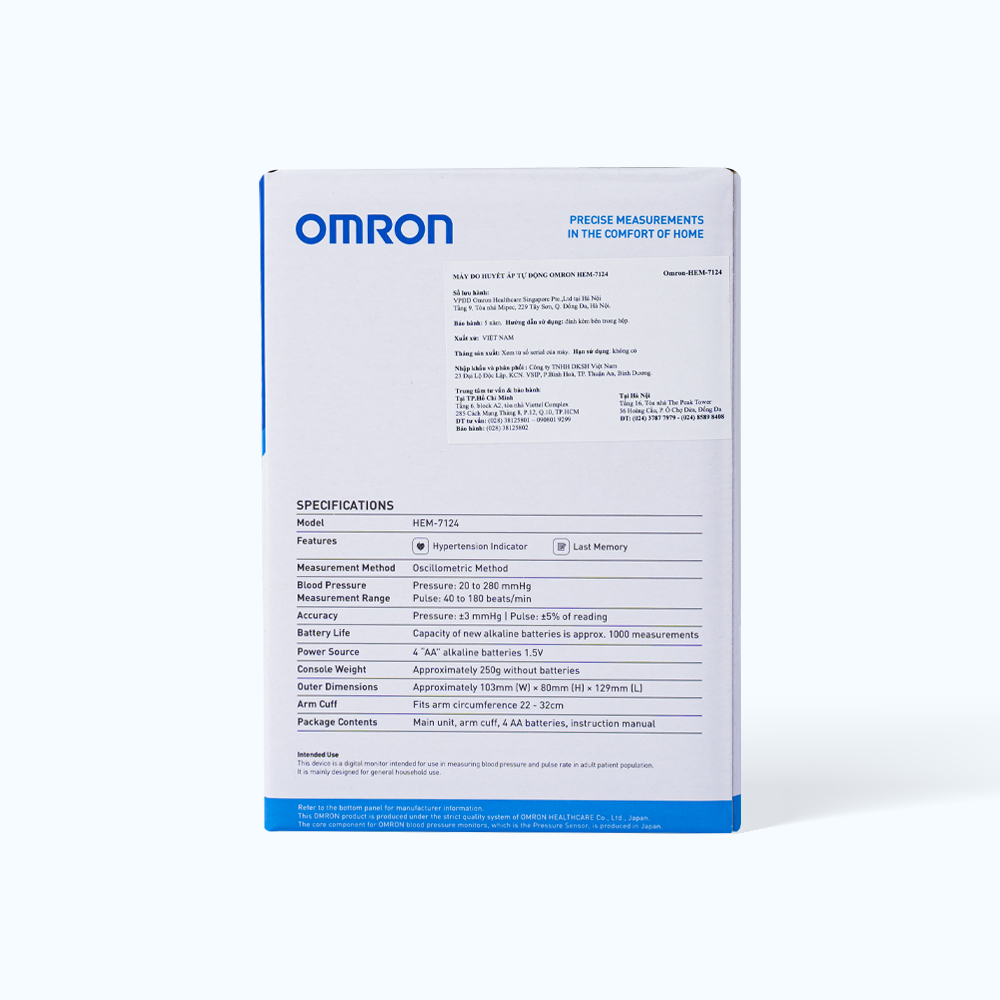 OMRON
PRECISE MEASUREMENTS
IN THE COMFORT OF HOME
MÁY ĐO HUYẾT ÁP TỰ ĐỘNG OMRON HEM-7124 Omron-HEM-7124
Số lưu hành:
VPĐD Omron Healthcare Singapore Pte.,Ltd tại Hà Nội
Tầng 9, Tòa nhà Mipec, 229 Tây Sơn, Q. Đống Đa, Hà Nội.
Bảo hành: 5 năm. Hướng dẫn sử dụng: đính kèm bên trong hộp.
Xuất xứ: VIỆT NAM
Tháng sản xuất: Xem từ số serial của máy. Hạn sử dụng: không có
Nhập khẩu và phân phối : Công ty TNHH DKSH Việt Nam
23 Đại Lộ Độc Lập, KCN. VSIP, P.Bình Hoà, TP. Thuận An, Bình Dương.
Trung tâm tư vấn & bảo hành:
Tại TP.Hồ Chí Minh
Tầng 6, block A2, tòa nhà Viettel Complex
285 Cách Mạng Tháng 8, P.12, Q.10, TP.HCM
ĐT tư vấn: (028) 38125801 – 090801 9299
Bảo hành: (028) 38125802
Tại Hà Nội
Tầng 16, Tòa nhà The Peak Tower
36 Hoàng Cầu, P. Ô Chợ Dừa, Đống Đa
ĐT: (024) 3787 7979 - (024) 8589 8408
SPECIFICATIONS
Model HEM-7124
Features Hypertension Indicator Last Memory
Measurement Method Oscillometric Method
Blood Pressure Pressure: 20 to 280 mmHg
Measurement Range Pulse: 40 to 180 beats/min
Accuracy Pressure: ±3 mmHg | Pulse: ±5% of reading
Battery Life Capacity of new alkaline batteries is approx. 1000 measurements
Power Source 4 "AA" alkaline batteries 1.5V
Console Weight Approximately 250g without batteries
Outer Dimensions Approximately 103mm (W) × 80mm (H) × 129mm (L)
Arm Cuff Fits arm circumference 22 - 32cm
Package Contents Main unit, arm cuff, 4 AA batteries, instruction manual
Intended Use
This device is a digital monitor intended for use in measuring blood pressure and pulse rate in adult patient population.
It is mainly designed for general household use.
Refer to the bottom panel for manufacturer information.
This OMRON product is produced under the strict quality system of OMRON HEALTHCARE Co., Ltd., Japan.
The core component for OMRON blood pressure monitors, which is the Pressure Sensor, is produced in Japan.